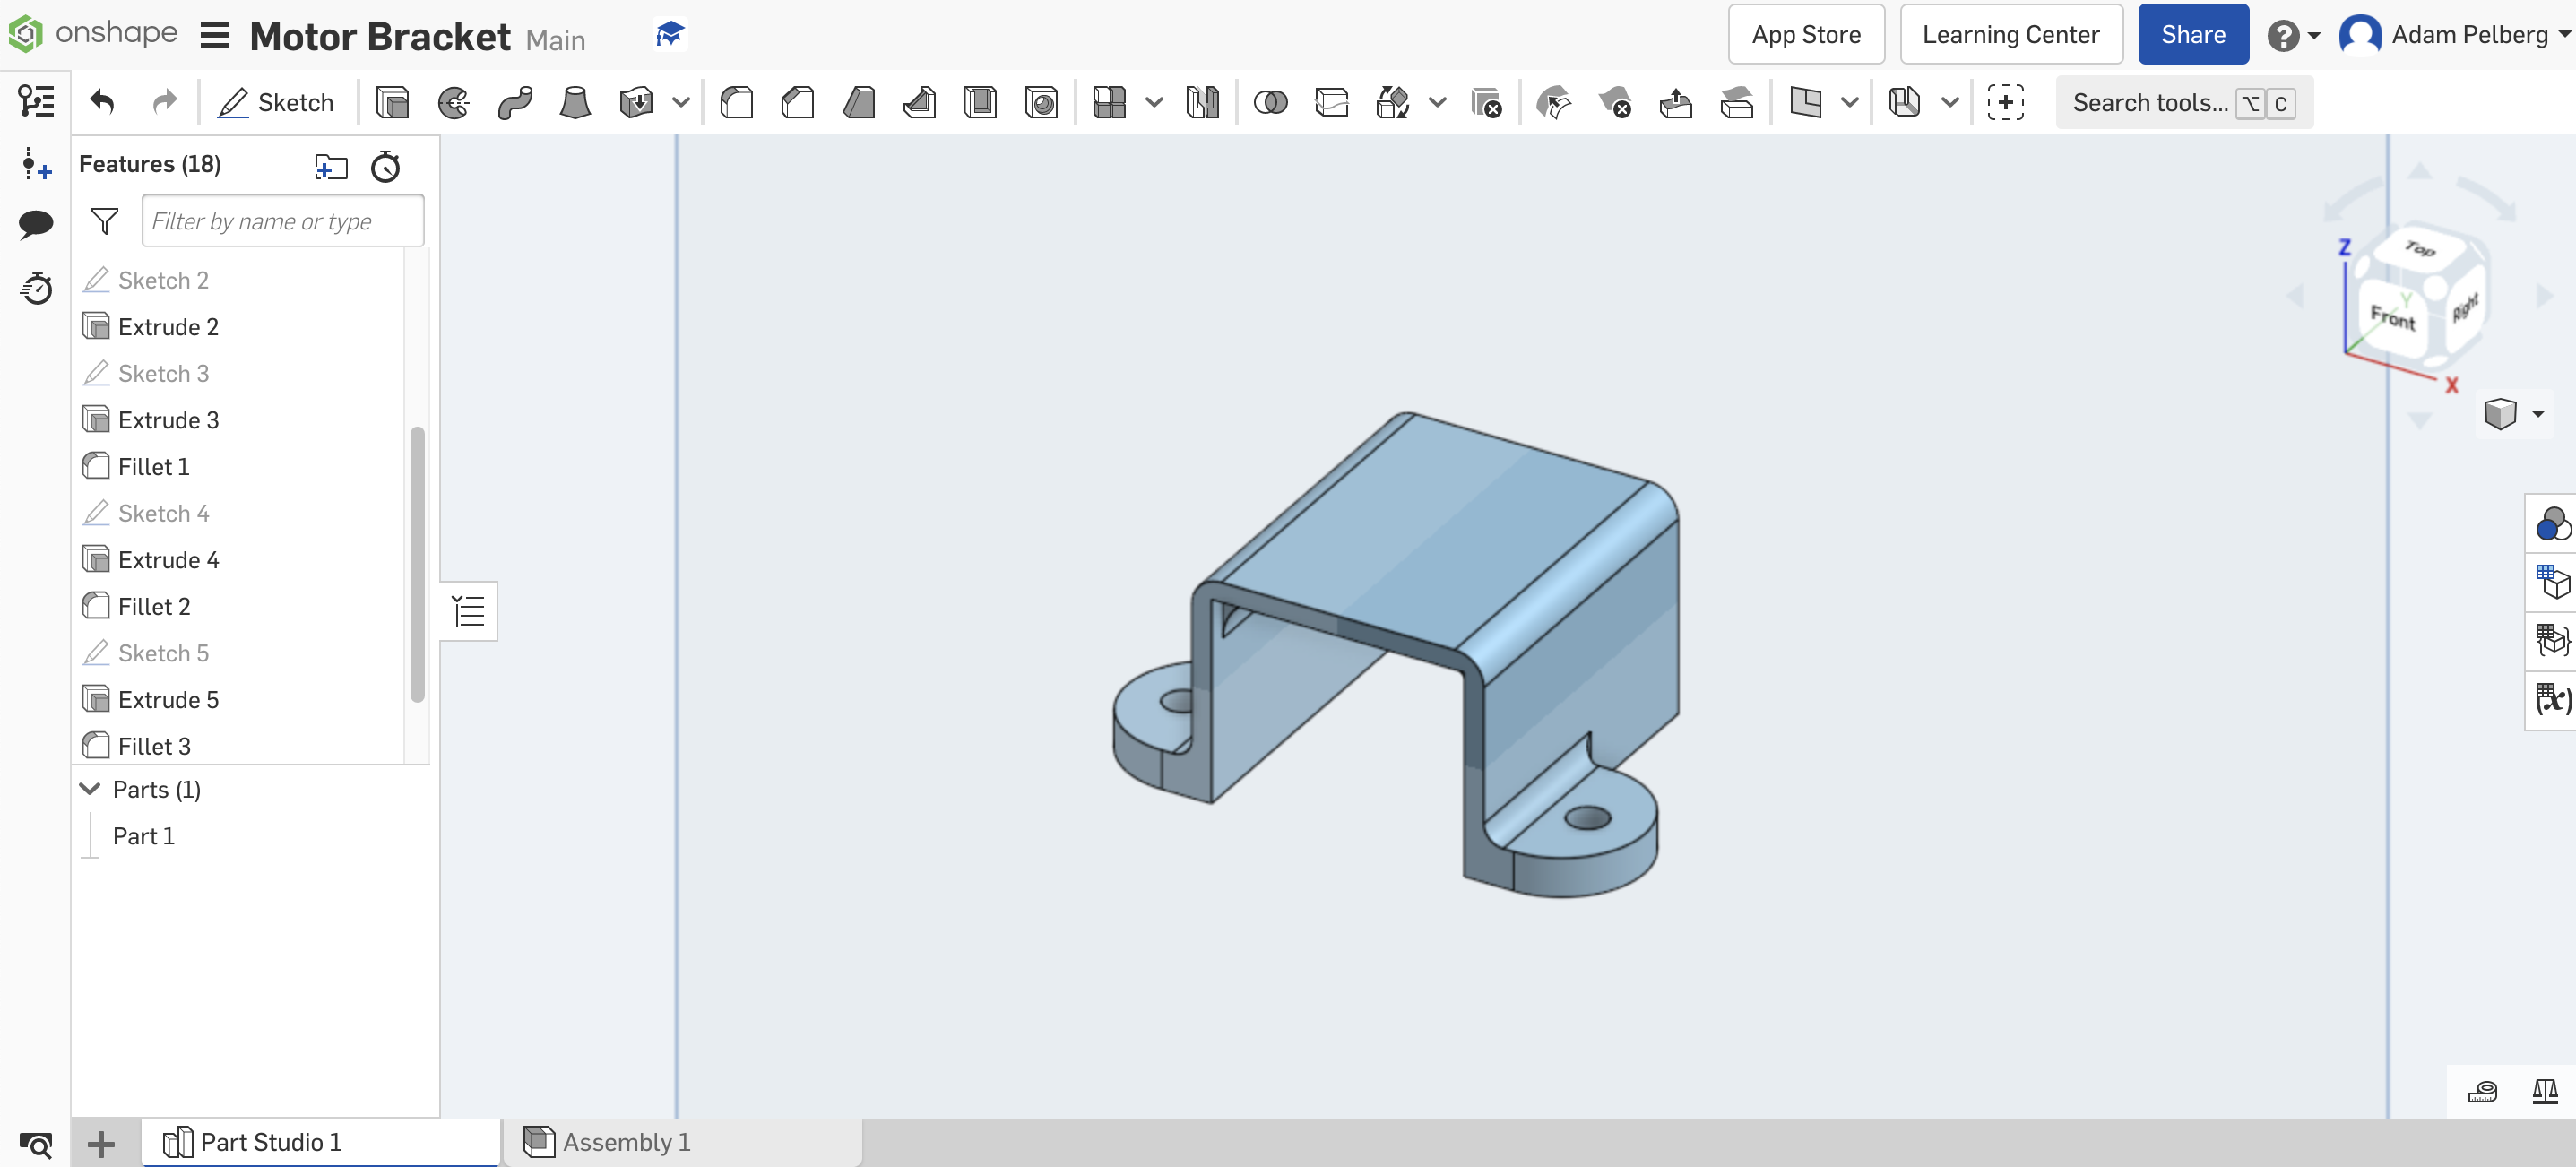 onshape Motor Bracket Main App Store Learning Center Share ? Adam Pelberg
Sketch Search tools... ⌥ C
Features (18)
Filter by name or type
Sketch 2
Extrude 2
Sketch 3
Extrude 3
Fillet 1
Sketch 4
Extrude 4
Fillet 2
Sketch 5
Extrude 5
Fillet 3
Parts (1)
Part 1
Z
Top
Y
Front
Right
X
(x)
Part Studio 1
Assembly 1